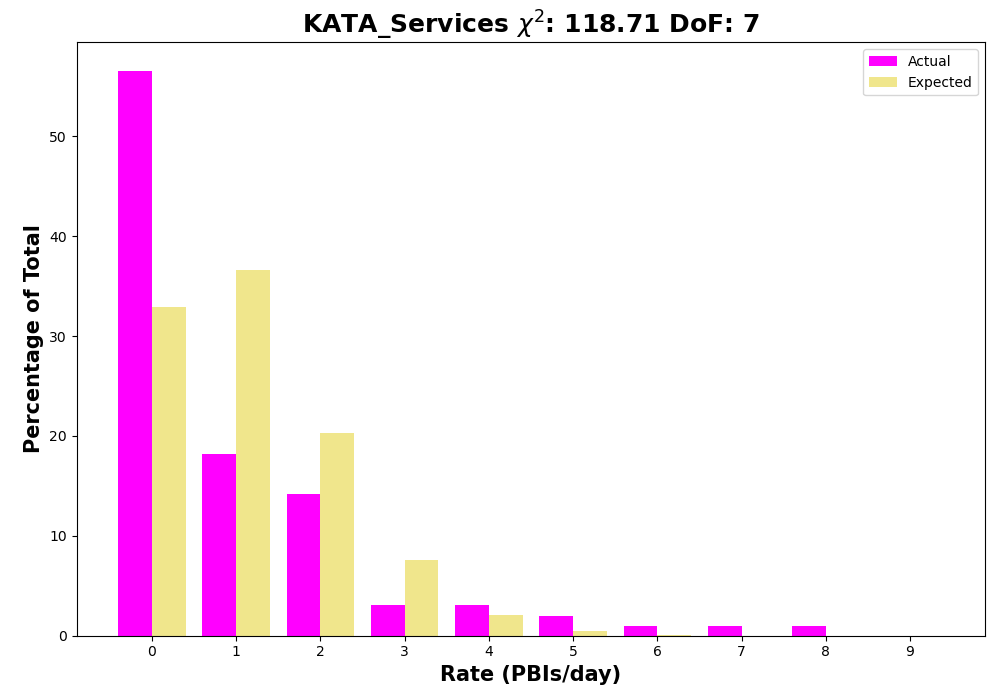 KATA_Services χ²: 118.71 DoF: 7
Actual
Expected
Percentage of Total
50
40
30
20
10
0
0 1 2 3 4 5 6 7 8 9
Rate (PBIs/day)